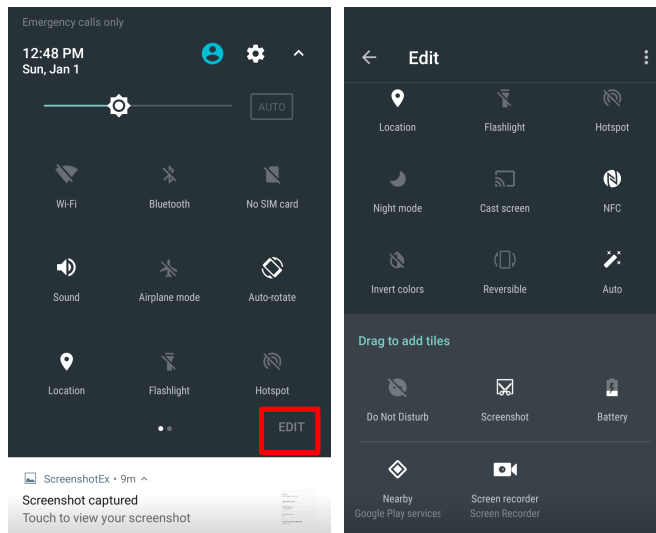 Emergency calls only
12:48 PM
Sun, Jan 1
AUTO
Wi-Fi
Bluetooth
No SIM card
Sound
Airplane mode
Auto-rotate
Location
Flashlight
Hotspot
EDIT
ScreenshotEx • 9m
Screenshot captured
Touch to view your screenshot
Edit
Location
Flashlight
Hotspot
Night mode
Cast screen
NFC
Invert colors
Reversible
Auto
Drag to add tiles
Do Not Disturb
Screenshot
Battery
Nearby
Google Play services
Screen recorder
Screen Recorder